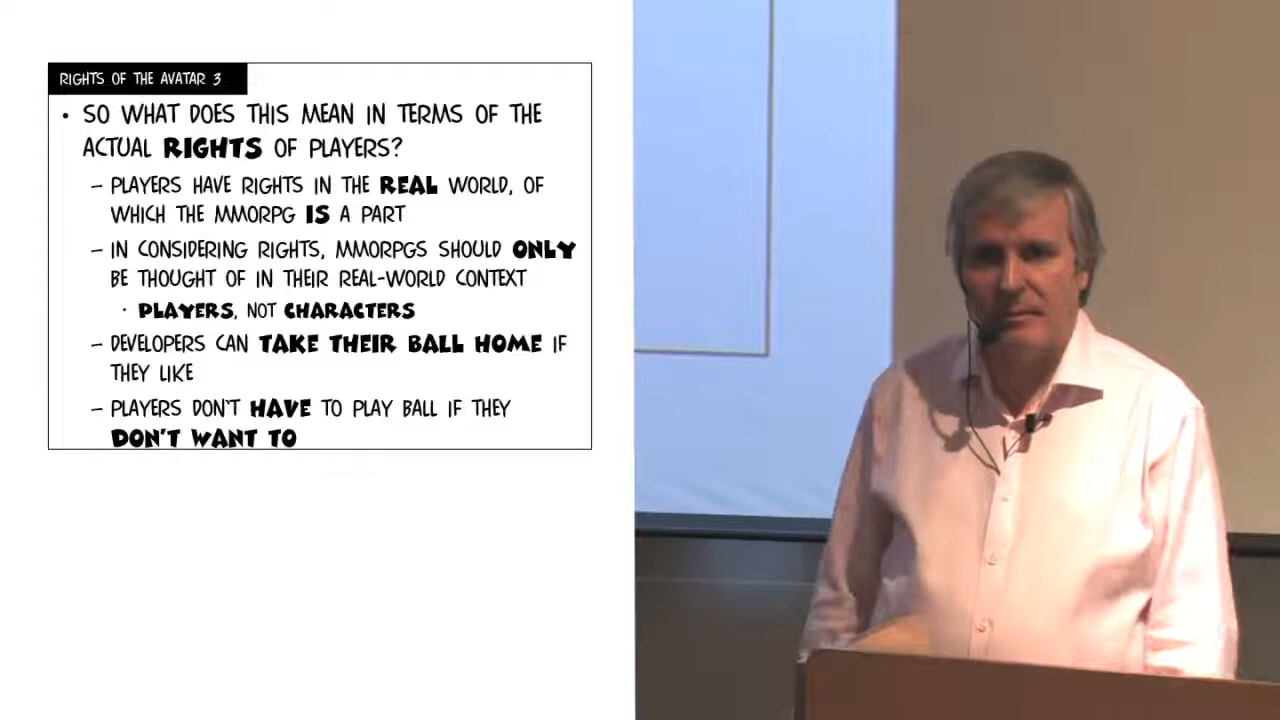 RIGHTS OF THE AVATAR 3
• SO WHAT DOES THIS MEAN IN TERMS OF THE
ACTUAL RIGHTS OF PLAYERS?
– PLAYERS HAVE RIGHTS IN THE REAL WORLD, OF
WHICH THE MMORPG IS A PART
– IN CONSIDERING RIGHTS, MMORPGS SHOULD ONLY
BE THOUGHT OF IN THEIR REAL-WORLD CONTEXT
· PLAYERS, NOT CHARACTERS
– DEVELOPERS CAN TAKE THEIR BALL HOME IF
THEY LIKE
– PLAYERS DON'T HAVE TO PLAY BALL IF THEY
DON'T WANT TO